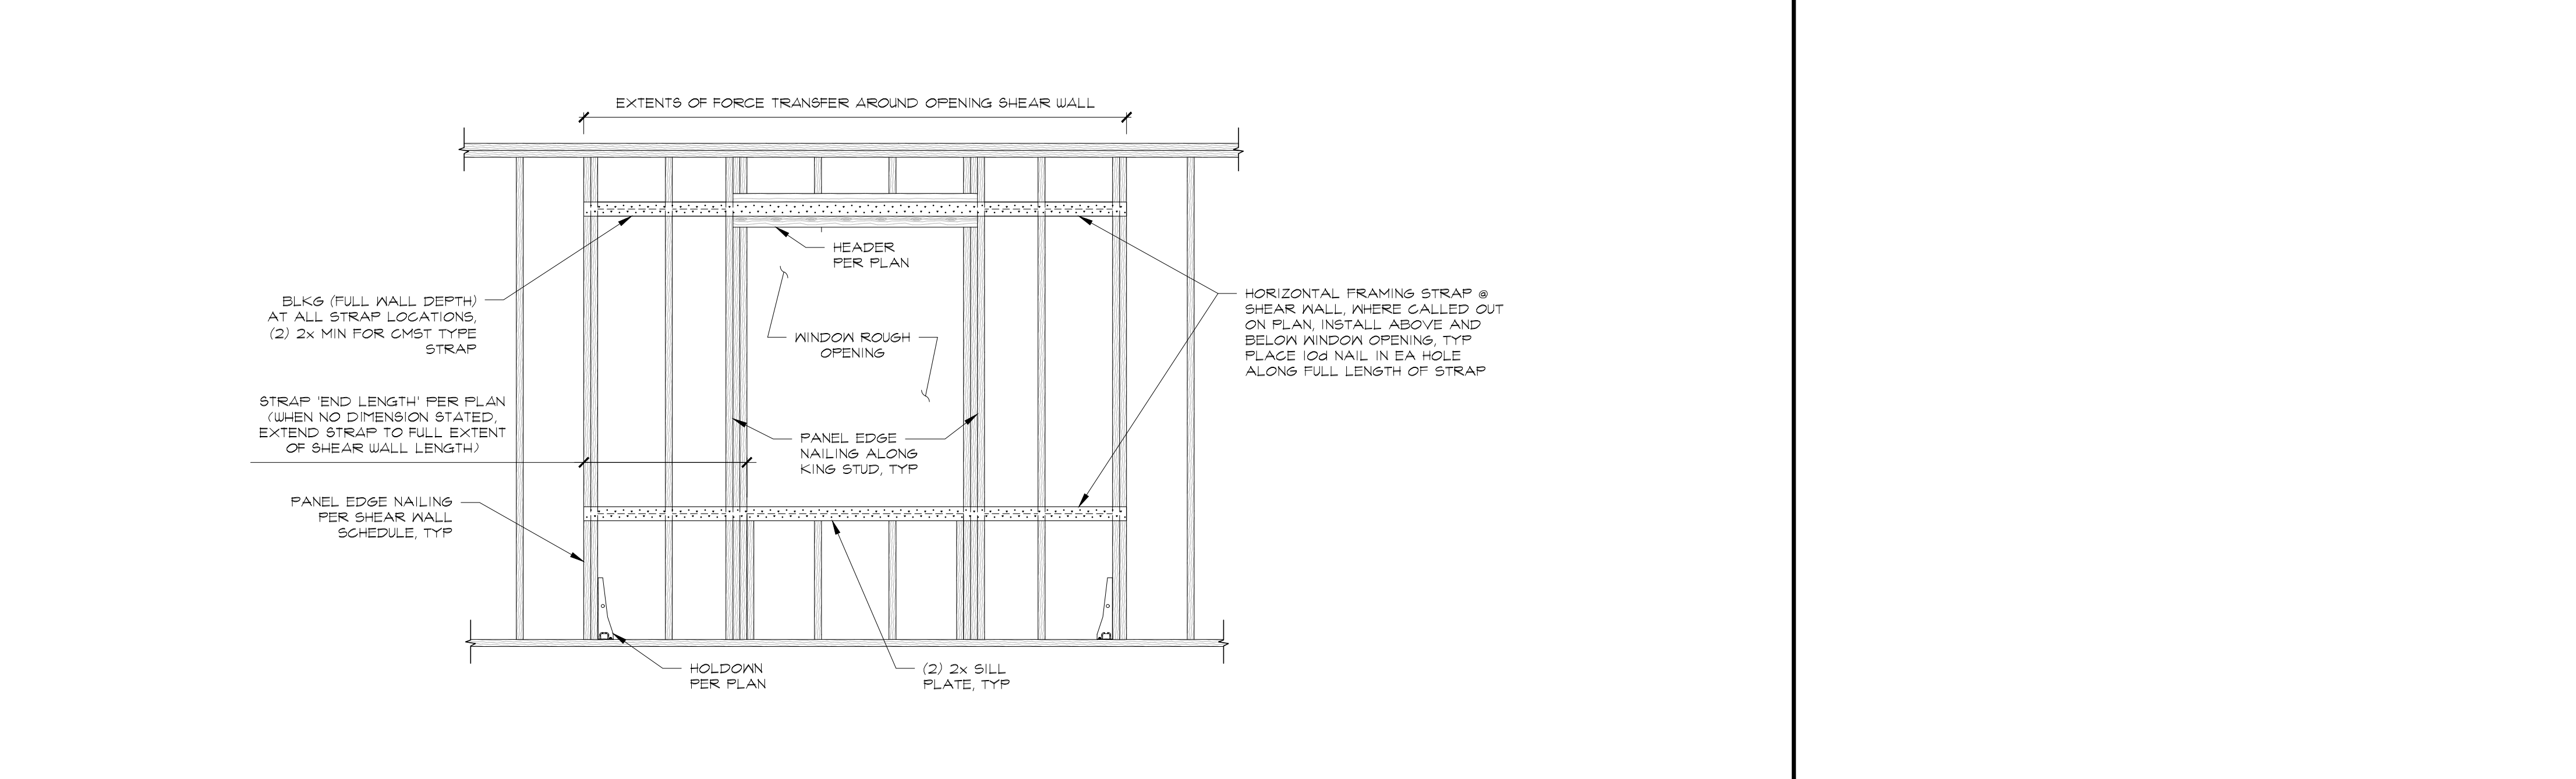 EXTENTS OF FORCE TRANSFER AROUND OPENING SHEAR WALL
HEADER
PER PLAN
BLKG (FULL WALL DEPTH)
AT ALL STRAP LOCATIONS,
(2) 2x MIN FOR CMST TYPE
STRAP
HORIZONTAL FRAMING STRAP @
SHEAR WALL, WHERE CALLED OUT
ON PLAN, INSTALL ABOVE AND
BELOW WINDOW OPENING, TYP
PLACE 10d NAIL IN EA HOLE
ALONG FULL LENGTH OF STRAP
WINDOW ROUGH
OPENING
STRAP 'END LENGTH' PER PLAN
(WHEN NO DIMENSION STATED,
EXTEND STRAP TO FULL EXTENT
OF SHEAR WALL LENGTH)
PANEL EDGE
NAILING ALONG
KING STUD, TYP
PANEL EDGE NAILING
PER SHEAR WALL
SCHEDULE, TYP
HOLDOWN
PER PLAN
(2) 2x SILL
PLATE, TYP